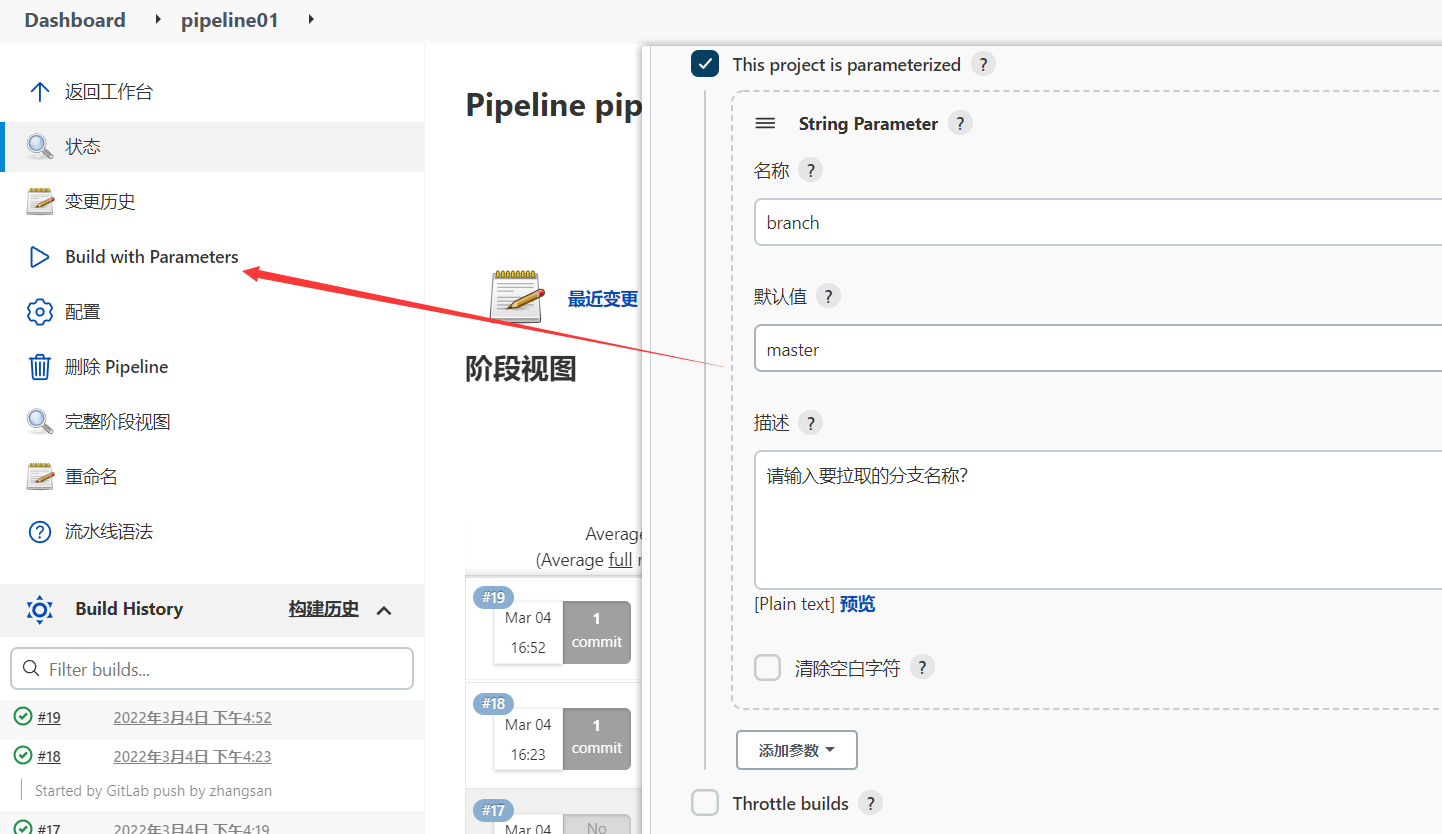 Dashboard
pipeline01
返回工作台
状态
变更历史
Build with Parameters
配置
删除 Pipeline
完整阶段视图
重命名
流水线语法
Build History
构建历史
Filter builds...
#19
2022年3月4日 下午4:52
#18
2022年3月4日 下午4:23
Started by GitLab push by zhangsan
#17
2022年3月4日 下午4:19
Pipeline pip
最近变更
阶段视图
Average
(Average full
#19
Mar 04
16:52
1
commit
#18
Mar 04
16:23
1
commit
#17
Mar 04
No
This project is parameterized ?
String Parameter ?
名称 ?
branch
默认值 ?
master
描述 ?
请输入要拉取的分支名称?
[Plain text] 预览
清除空白字符 ?
添加参数
Throttle builds ?